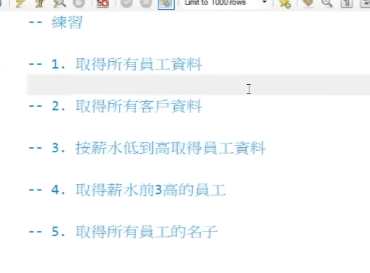 Limit to 1000 rows
-- 練習
-- 1. 取得所有員工資料
-- 2. 取得所有客戶資料
-- 3. 按薪水低到高取得員工資料
-- 4. 取得薪水前3高的員工
-- 5. 取得所有員工的名子